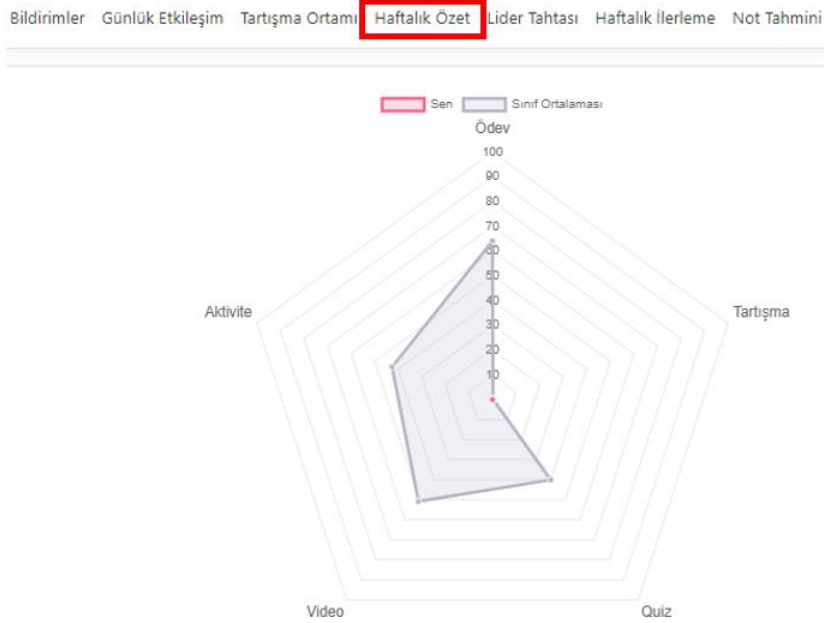 Bildirimler Günlük Etkileşim Tartışma Ortamı Haftalık Özet Lider Tahtası Haftalık İlerleme Not Tahmini
Sen Sınıf Ortalaması
Ödev
100
90
80
70
60
50
40
30
20
10
Aktivite Tartışma
Video Quiz